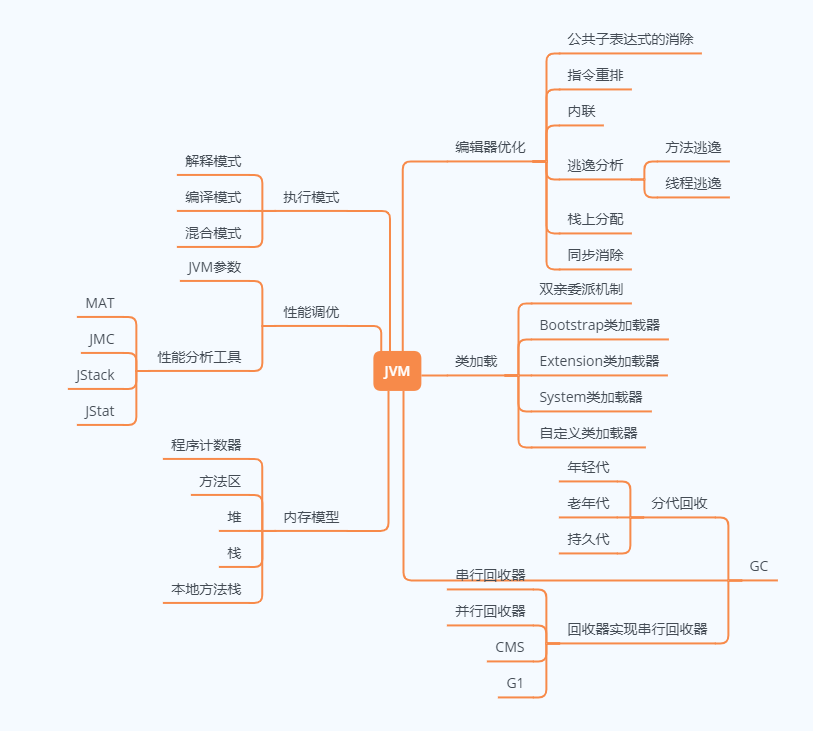 JVM
编辑器优化
公共子表达式的消除
指令重排
内联
逃逸分析
方法逃逸
线程逃逸
栈上分配
同步消除
类加载
双亲委派机制
Bootstrap类加载器
Extension类加载器
System类加载器
自定义类加载器
GC
分代回收
年轻代
老年代
持久代
回收器实现串行回收器
串行回收器
并行回收器
CMS
G1
执行模式
解释模式
编译模式
混合模式
性能调优
JVM参数
性能分析工具
MAT
JMC
JStack
JStat
内存模型
程序计数器
方法区
堆
栈
本地方法栈